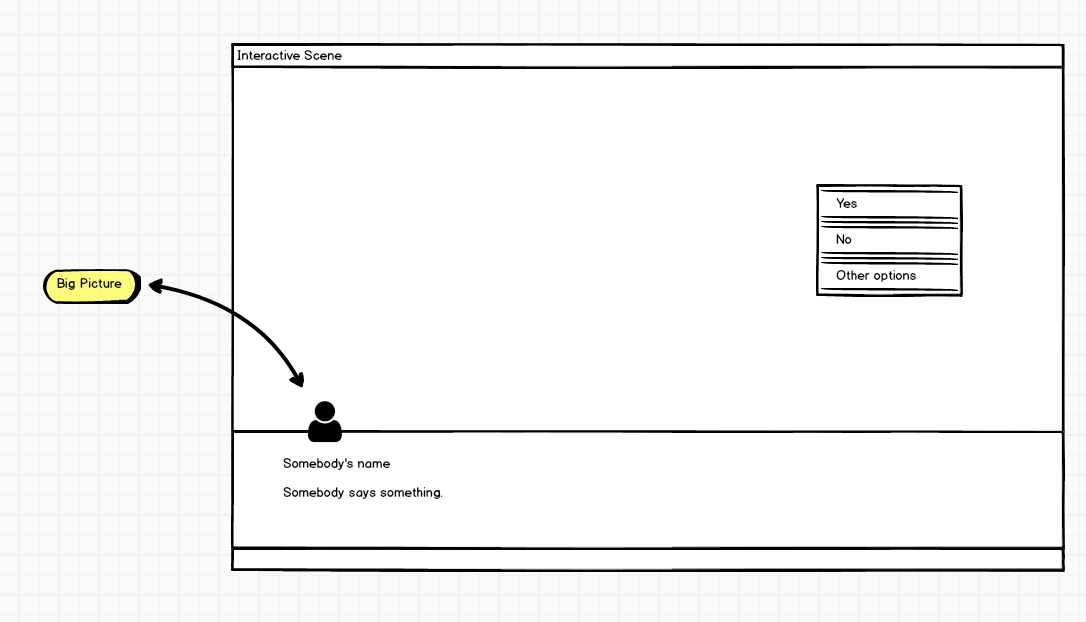 Interactive Scene
Yes
No
Other options
Big Picture
Somebody's name
Somebody says something.